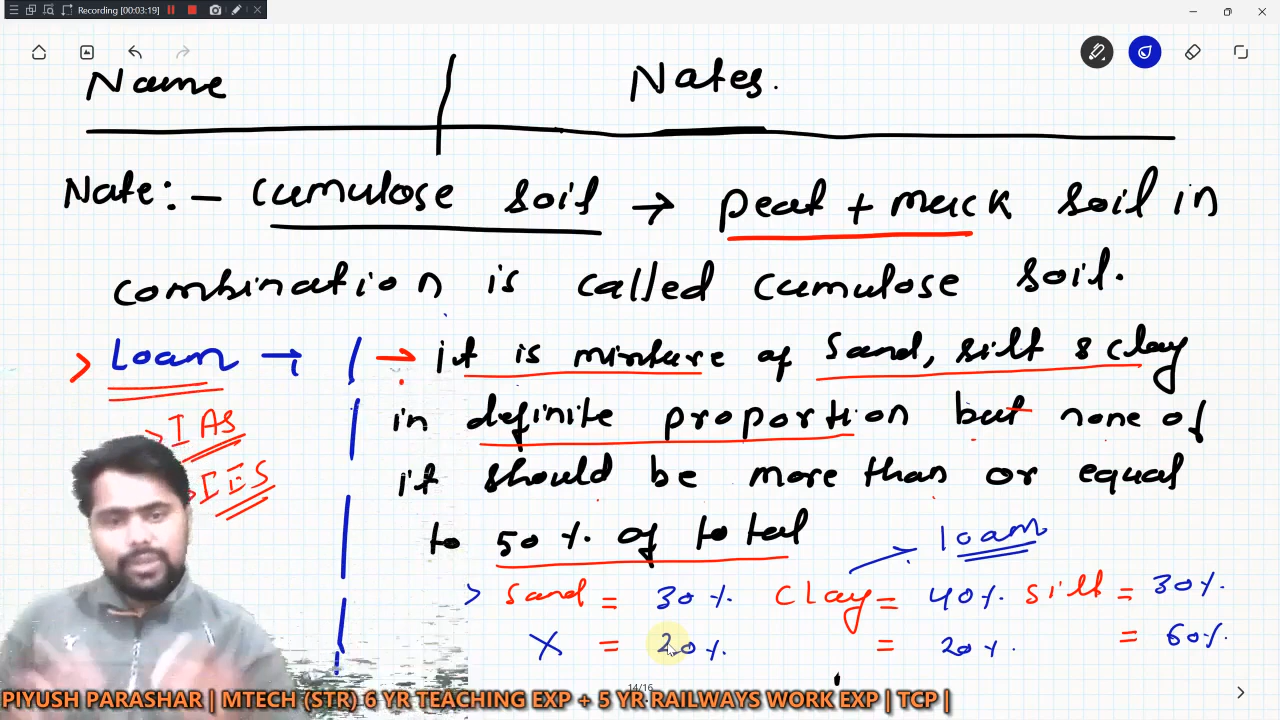 Recording [00:03:19]
Name Nates.
Nate:- cumulose soil → peat + muck soil in
combination is called cumulose soil.
> Loam → → it is minture of Sand, silt & clay
> IAS in definite proportion but none of
> IES it should be more than or equal
to 50% of total loam
> Sand = 30% Clay = 40% Silt = 30%
X = 20% = 20% = 60%
14/16
PIYUSH PARASHAR | MTECH (STR) 6 YR TEACHING EXP + 5 YR RAILWAYS WORK EXP | TCP |